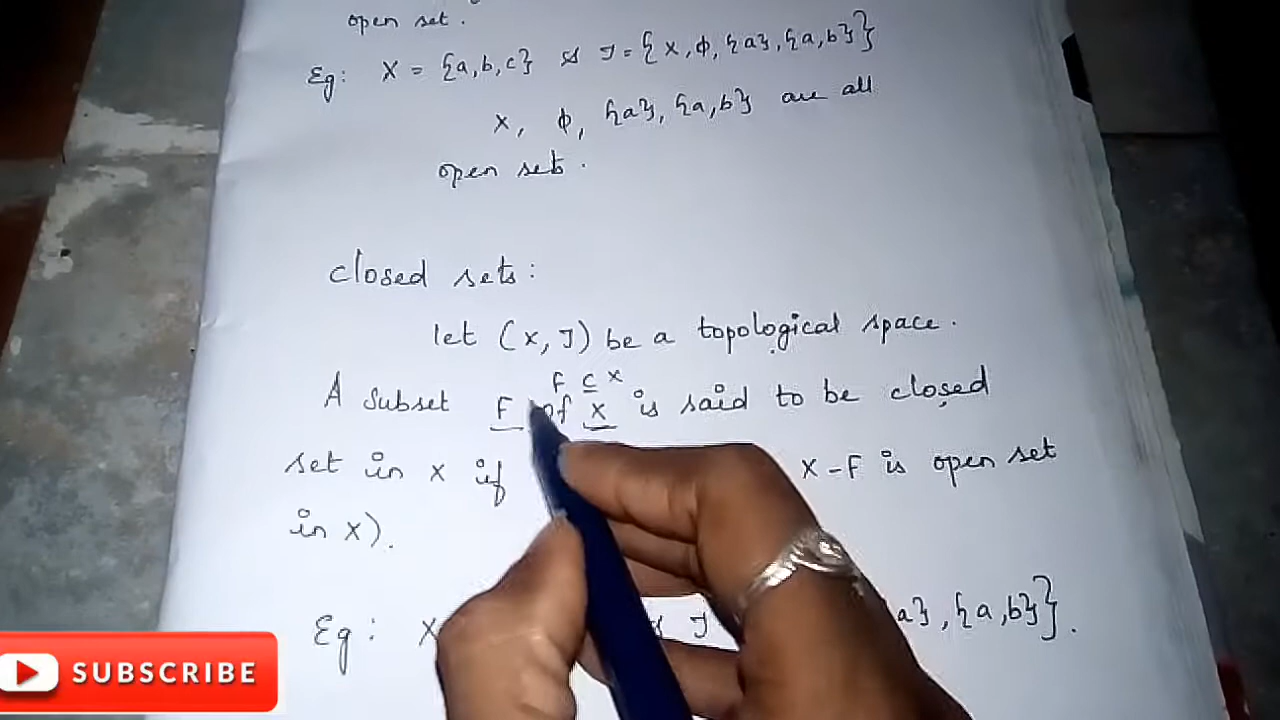 open set.
Eg: X = {a, b, c} & J = {X, ϕ, {a}, {a, b}}
X, ϕ, {a}, {a, b} are all
open sets.
closed sets:
let (X, J) be a topological space.
F ⊆ X
A subset F of X is said to be closed
set in X if X - F is open set
in X).
Eg: X J a}, {a, b}}.
SUBSCRIBE